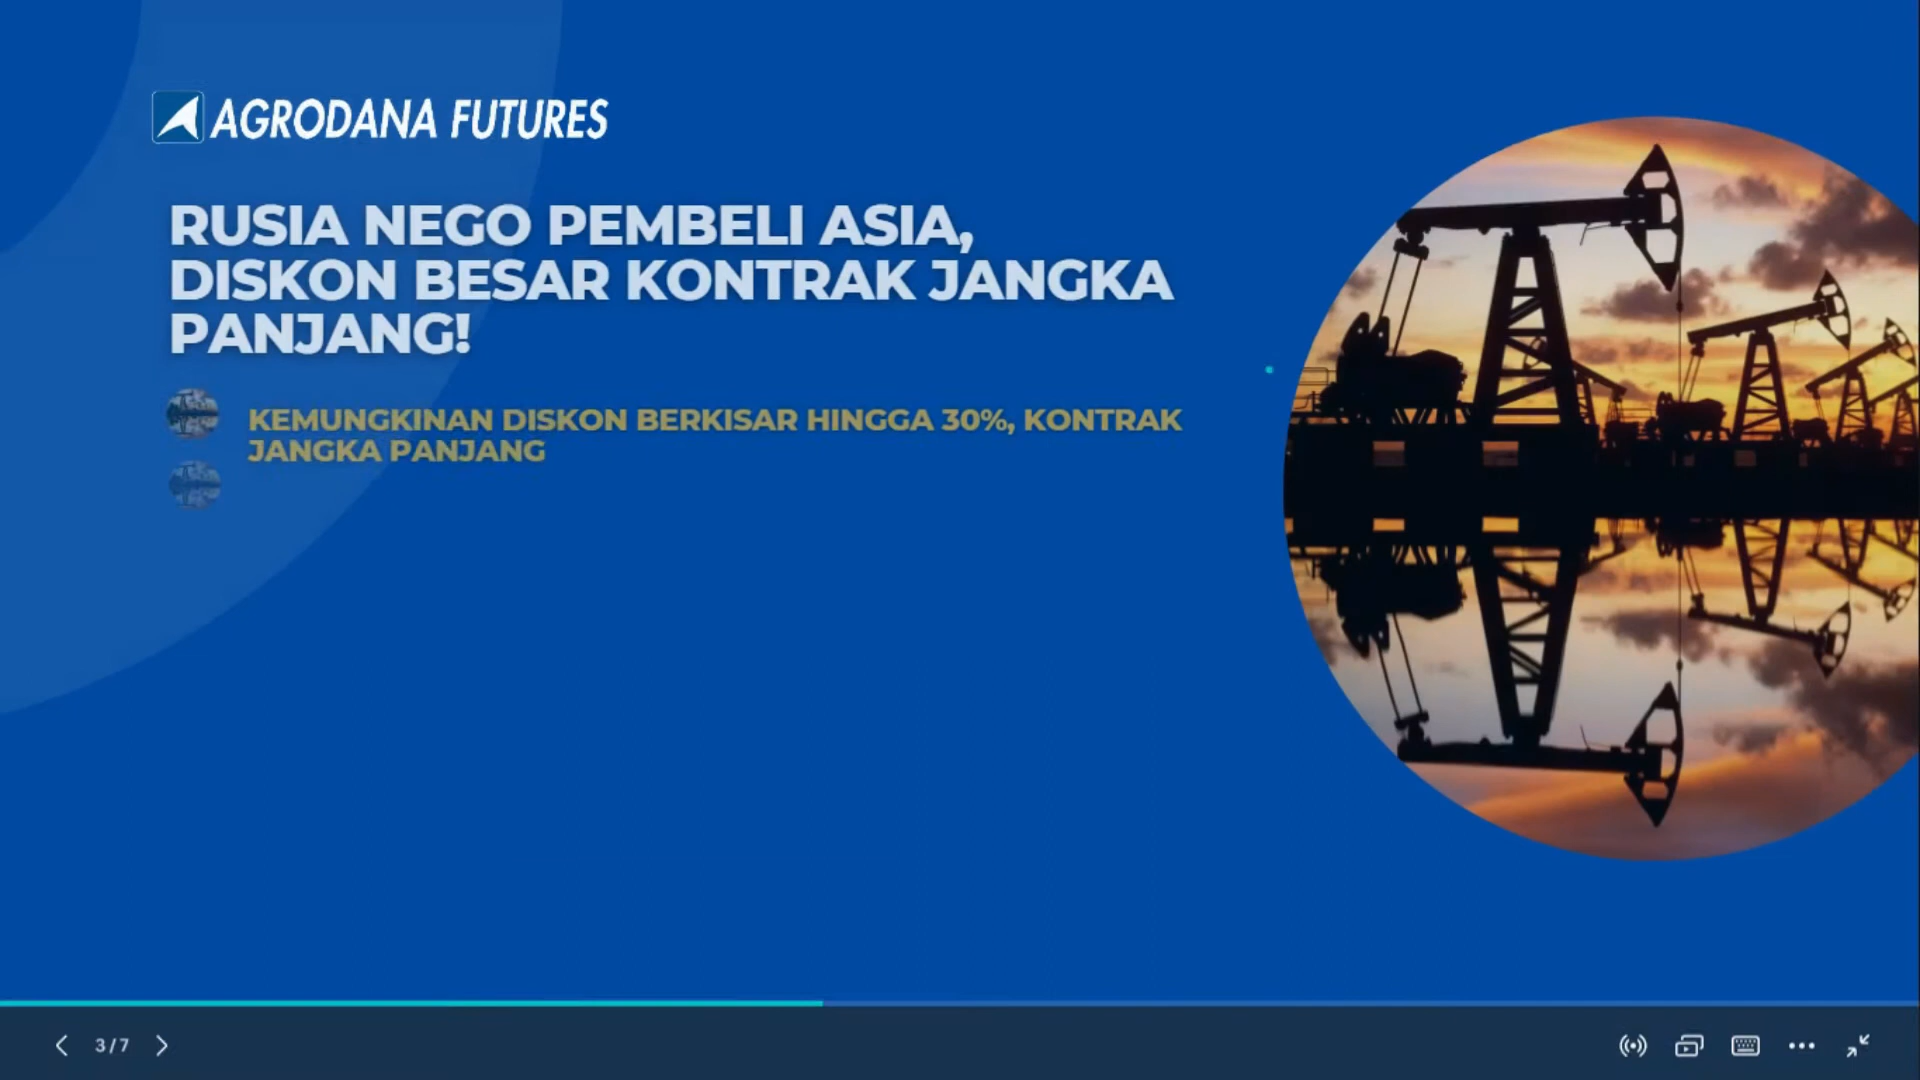 AGRODANA FUTURES
RUSIA NEGO PEMBELI ASIA,
DISKON BESAR KONTRAK JANGKA
PANJANG!
KEMUNGKINAN DISKON BERKISAR HINGGA 30%, KONTRAK
JANGKA PANJANG
3/7